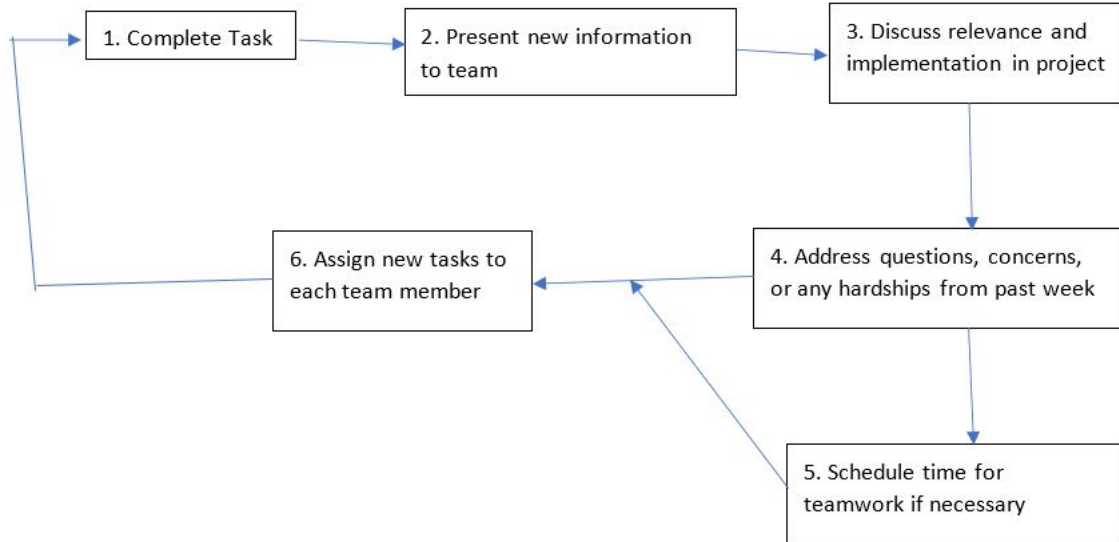 1. Complete Task
2. Present new information
to team
3. Discuss relevance and
implementation in project
4. Address questions, concerns,
or any hardships from past week
5. Schedule time for
teamwork if necessary
6. Assign new tasks to
each team member